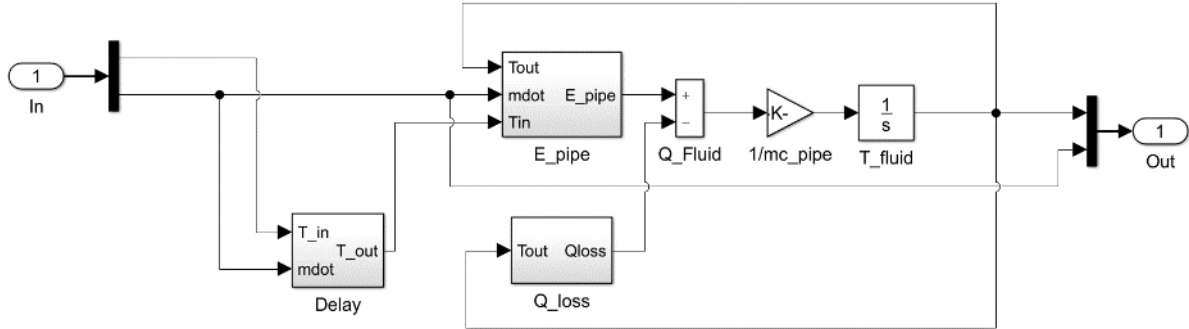 1
In
Tout
mdot
Tin
E_pipe
E_pipe
+
−
Q_Fluid
-K-
1/mc_pipe
1
s
T_fluid
1
Out
T_in
mdot
T_out
Delay
Tout
Qloss
Q_loss